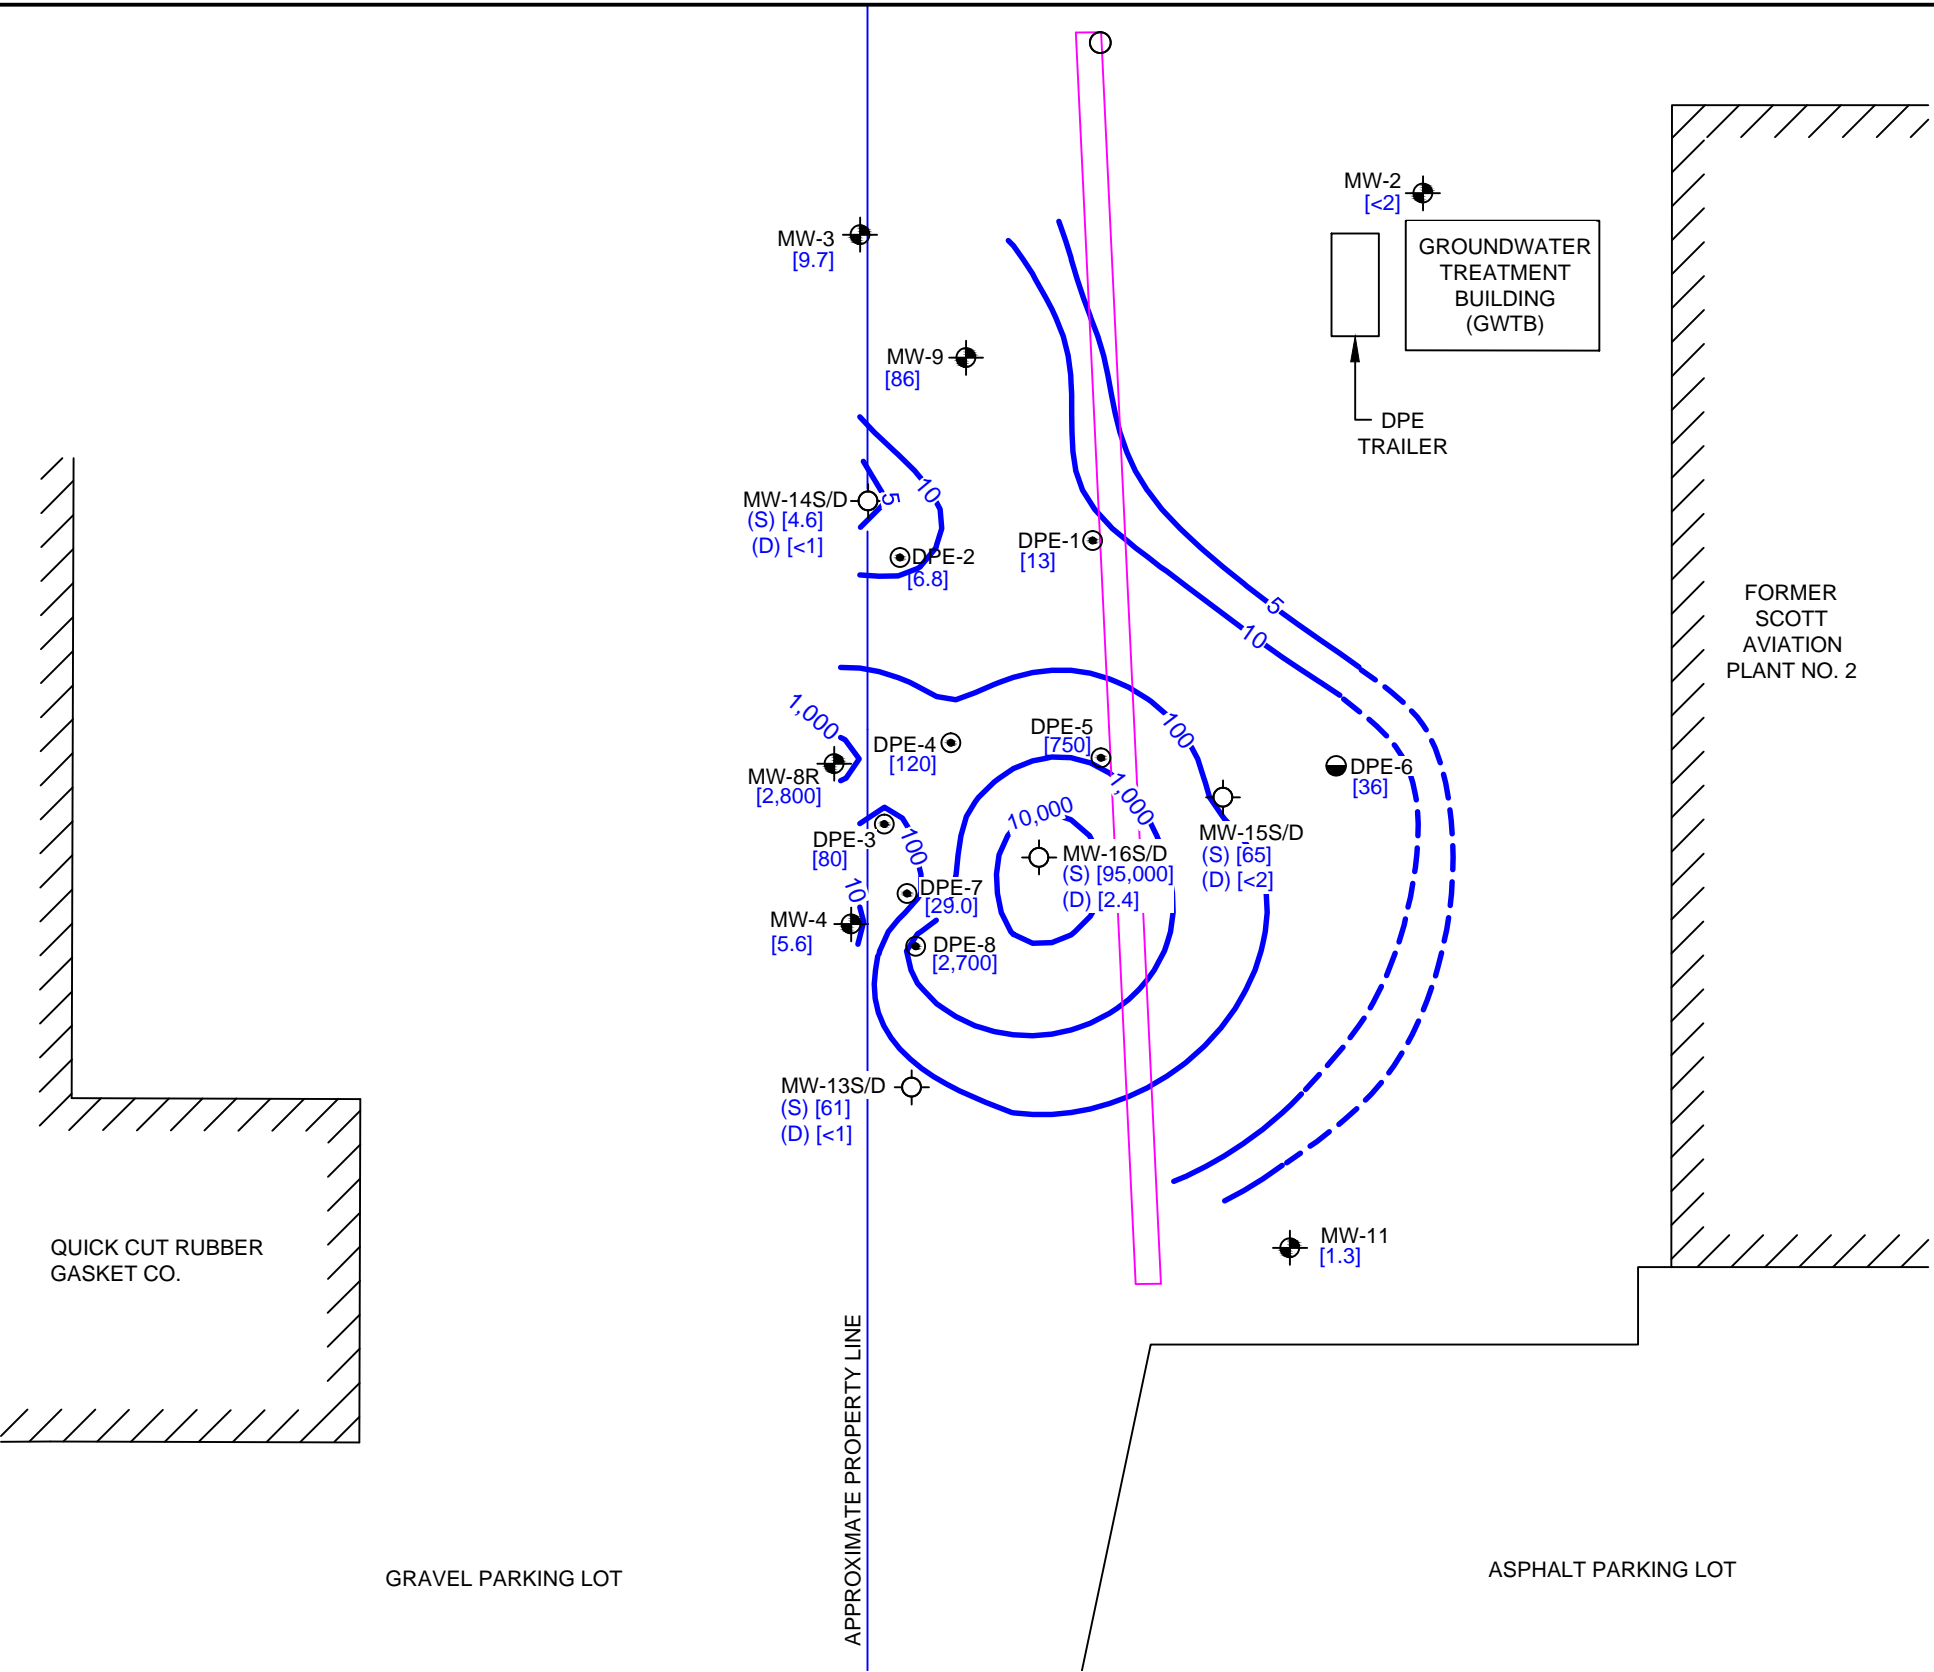 MW-2
[<2]
MW-3
[9.7]
GROUNDWATER
TREATMENT
BUILDING
(GWTB)
MW-9
[86]
DPE
TRAILER
10
5
MW-14S/D
(S) [4.6]
(D) [<1]
DPE-2
[6.8]
DPE-1
[13]
5
10
FORMER
SCOTT
AVIATION
PLANT NO. 2
1,000
100
DPE-4
[120]
DPE-5
[750]
MW-8R
[2,800]
DPE-6
[36]
1,000
10,000
DPE-3
[80]
100
MW-15S/D
(S) [65]
(D) [<2]
MW-16S/D
(S) [95,000]
(D) [2.4]
10
DPE-7
[29.0]
MW-4
[5.6]
DPE-8
[2,700]
MW-13S/D
(S) [61]
(D) [<1]
MW-11
[1.3]
QUICK CUT RUBBER
GASKET CO.
APPROXIMATE PROPERTY LINE
GRAVEL PARKING LOT
ASPHALT PARKING LOT